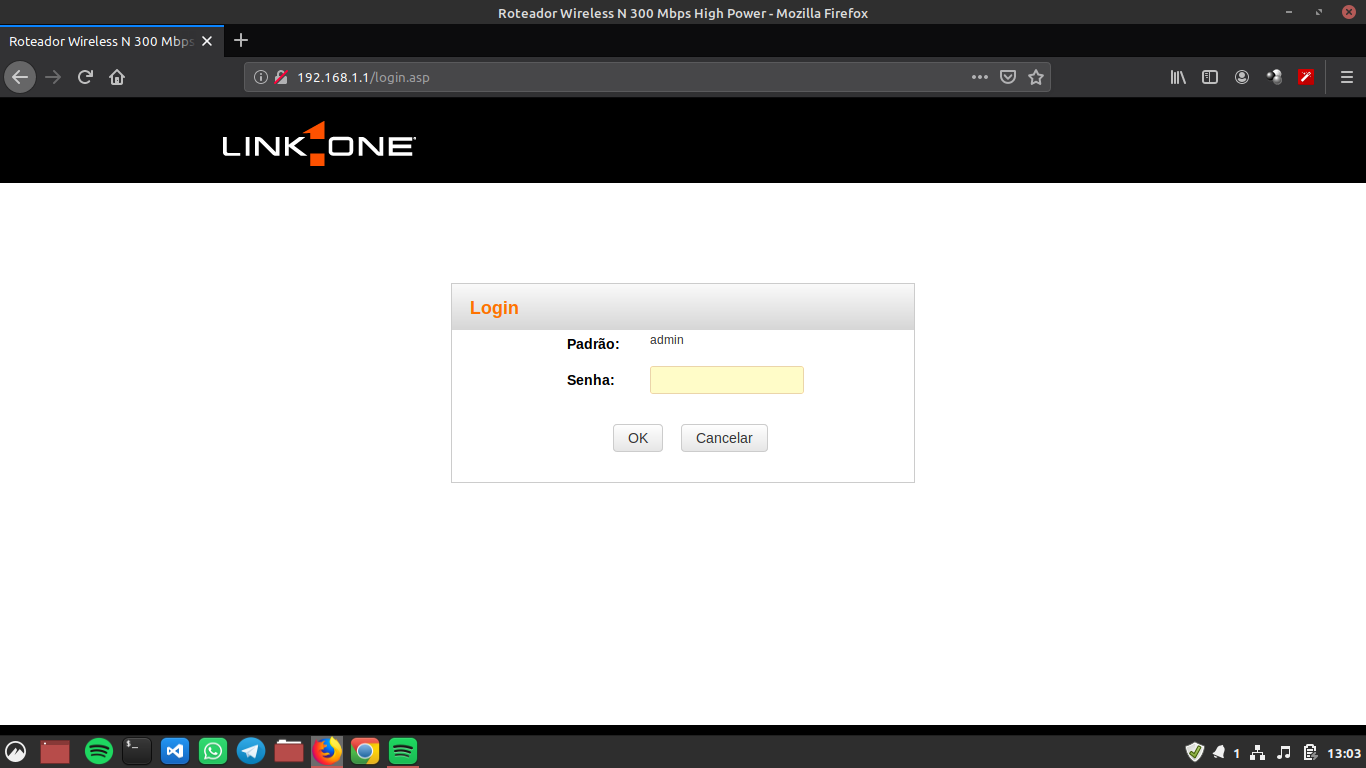 Roteador Wireless N 300 Mbps High Power - Mozilla Firefox
Roteador Wireless N 300 Mbps
192.168.1.1/login.asp
LINK ONE
Login
Padrão: admin
Senha:
OK Cancelar
$_
1 13:03